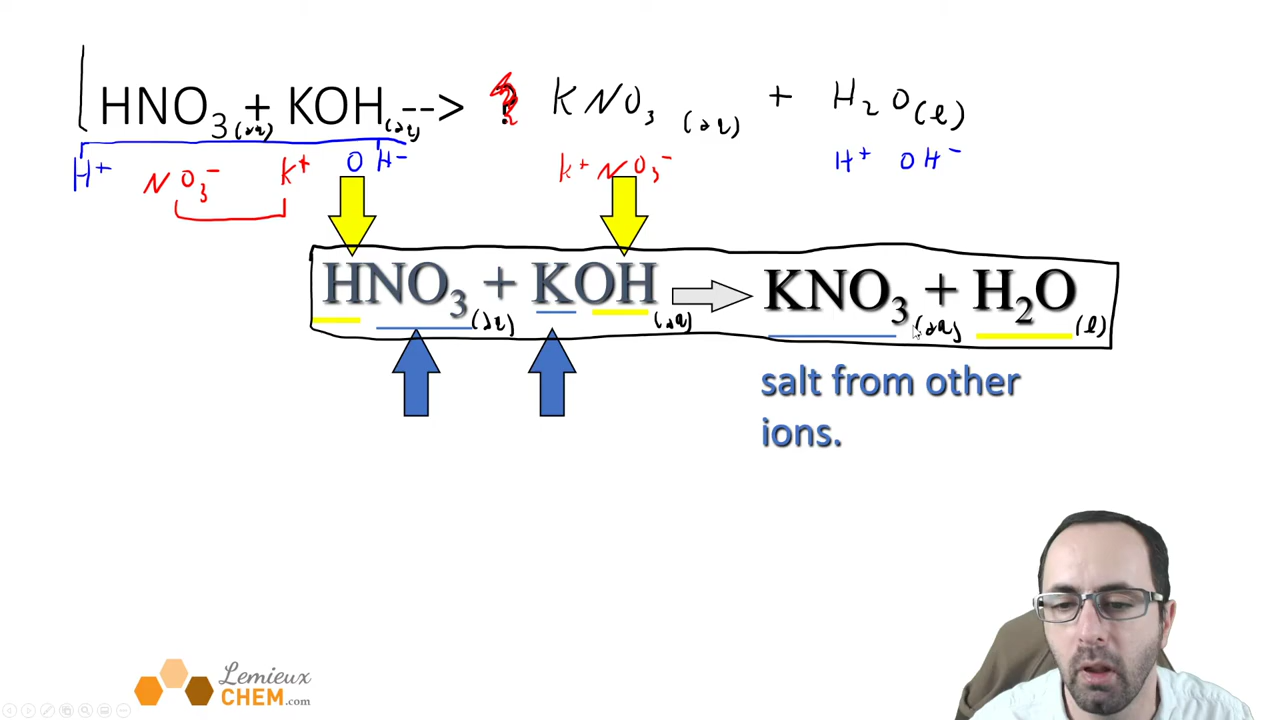 HNO₃(aq) + KOH(aq) --> ? KNO₃ (aq) + H₂O(l)
H⁺ NO₃⁻ K⁺ OH⁻ K⁺ NO₃⁻ H⁺ OH⁻
HNO₃(aq) + KOH(aq) KNO₃(aq) + H₂O(l)
salt from other
ions.
Lemieux
CHEM.com